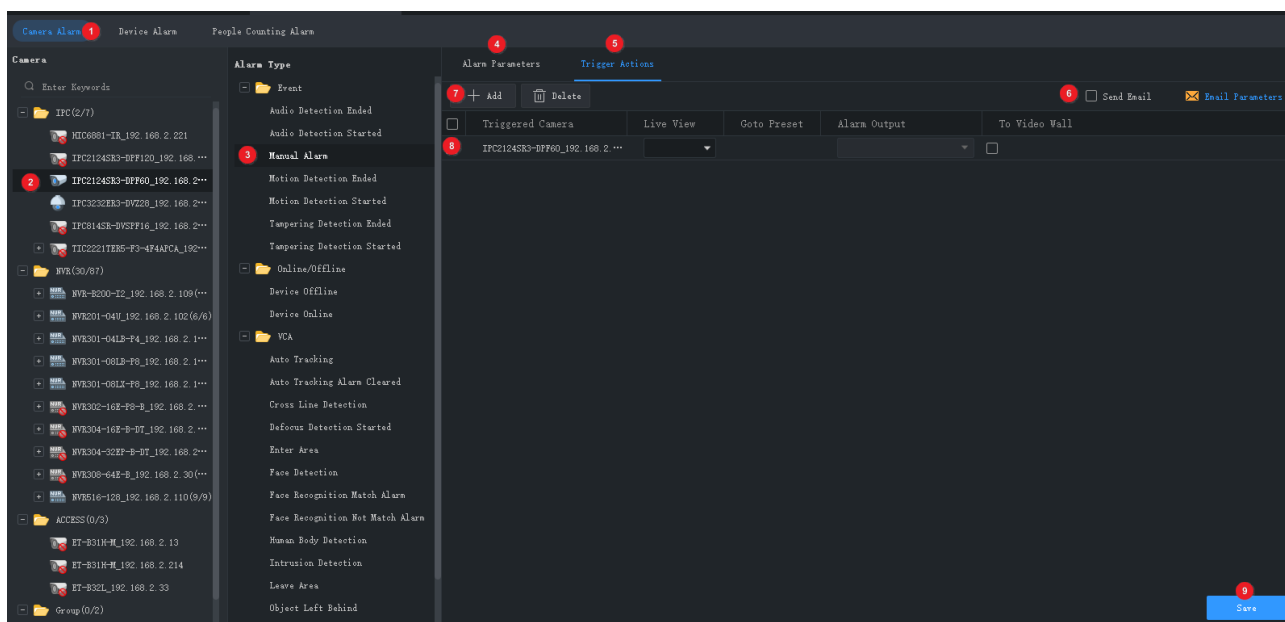 Camera Alarm 1 Device Alarm People Counting Alarm
Camera
Enter Keywords
IPC(2/7)
HIC6881-IR_192.168.2.221
IPC2124SR3-DPF120_192.168.···
2 IPC2124SR3-DPF60_192.168.2···
IPC3232ER3-DVZ28_192.168.2···
IPC814SR-DVSPF16_192.168.2···
TIC2221TER5-F3-4F4APCA_192···
NVR(30/87)
NVR-B200-I2_192.168.2.109(···
NVR201-04U_192.168.2.102(6/6)
NVR301-04LB-P4_192.168.2.1···
NVR301-08LB-P8_192.168.2.1···
NVR301-08LX-P8_192.168.2.1···
NVR302-16E-P8-B_192.168.2.···
NVR304-16E-B-DT_192.168.2.···
NVR304-32EP-B-DT_192.168.2···
NVR308-64E-B_192.168.2.30(···
NVR516-128_192.168.2.110(9/9)
ACCESS(0/3)
ET-B31H-M_192.168.2.13
ET-B31H-M_192.168.2.214
ET-B32L_192.168.2.33
Group(0/2)
Alarm Type
Event
Audio Detection Ended
Audio Detection Started
3 Manual Alarm
Motion Detection Ended
Motion Detection Started
Tampering Detection Ended
Tampering Detection Started
Online/Offline
Device Offline
Device Online
VCA
Auto Tracking
Auto Tracking Alarm Cleared
Cross Line Detection
Defocus Detection Started
Enter Area
Face Detection
Face Recognition Match Alarm
Face Recognition Not Match Alarm
Human Body Detection
Intrusion Detection
Leave Area
Object Left Behind
4 5
Alarm Parameters Trigger Actions
7 Add Delete 6 Send Email Email Parameters
Triggered Camera Live View Goto Preset Alarm Output To Video Wall
8 IPC2124SR3-DPF60_192.168.2.···
9
Save